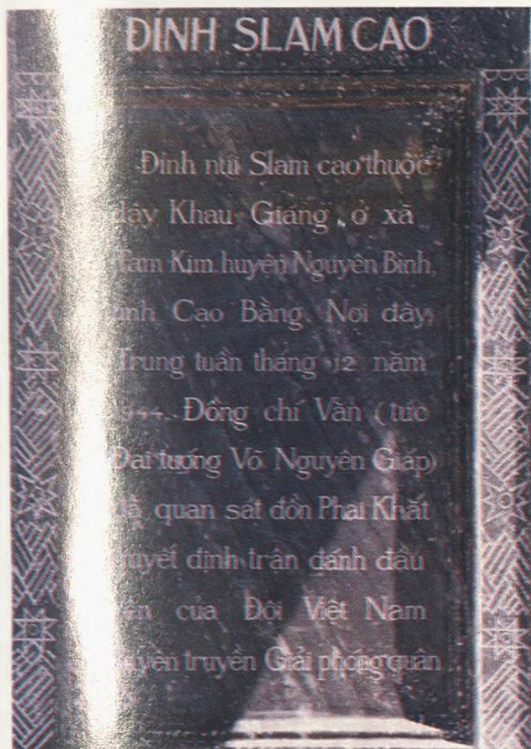 ĐỈNH SLAM CAO
Đỉnh núi Slam cao thuộc
dãy Khau Giáng, ở xã
Tam Kim, huyện Nguyên Bình,
tỉnh Cao Bằng. Nơi đây,
Trung tuần tháng 12 năm
1944. Đồng chí Văn (tức
Đại tướng Võ Nguyên Giáp)
đã quan sát đồn Phai Khắt
quyết định trận đánh đầu
tiên của Đội Việt Nam
tuyên truyền Giải phóng quân